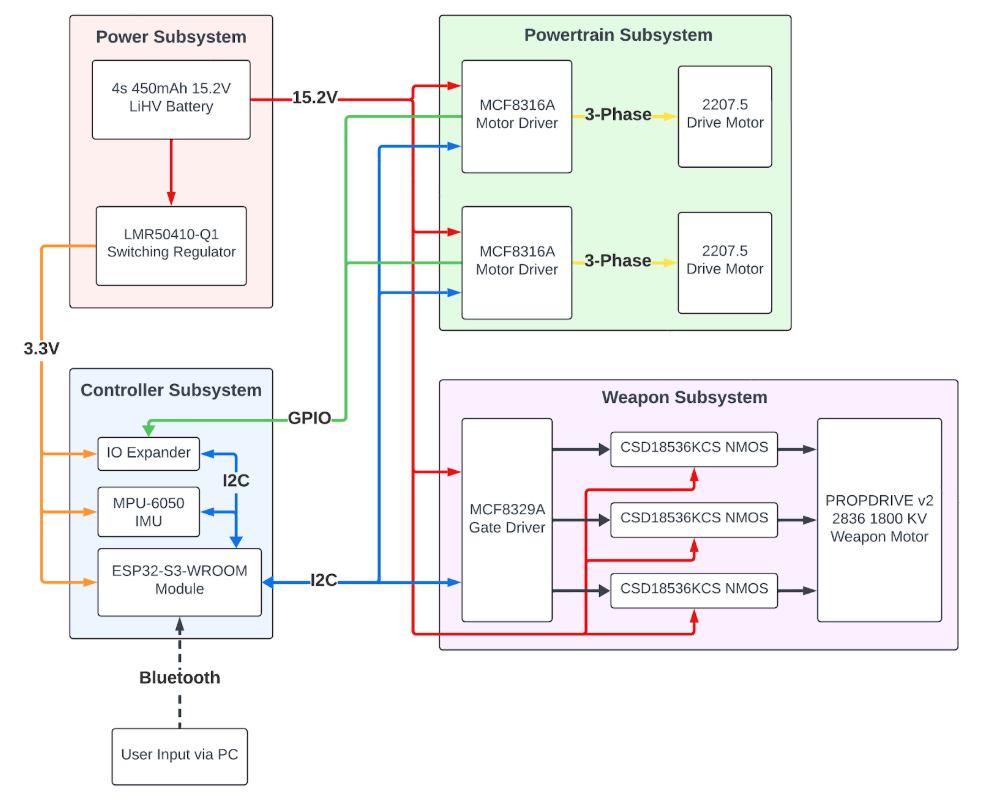 Power Subsystem
4s 450mAh 15.2V
LiHV Battery
LMR50410-Q1
Switching Regulator
15.2V
3.3V
Powertrain Subsystem
MCF8316A
Motor Driver
3-Phase
2207.5
Drive Motor
MCF8316A
Motor Driver
3-Phase
2207.5
Drive Motor
Controller Subsystem
GPIO
IO Expander
I2C
MPU-6050
IMU
ESP32-S3-WROOM
Module
I2C
Bluetooth
User Input via PC
Weapon Subsystem
MCF8329A
Gate Driver
CSD18536KCS NMOS
CSD18536KCS NMOS
CSD18536KCS NMOS
PROPDRIVE v2
2836 1800 KV
Weapon Motor